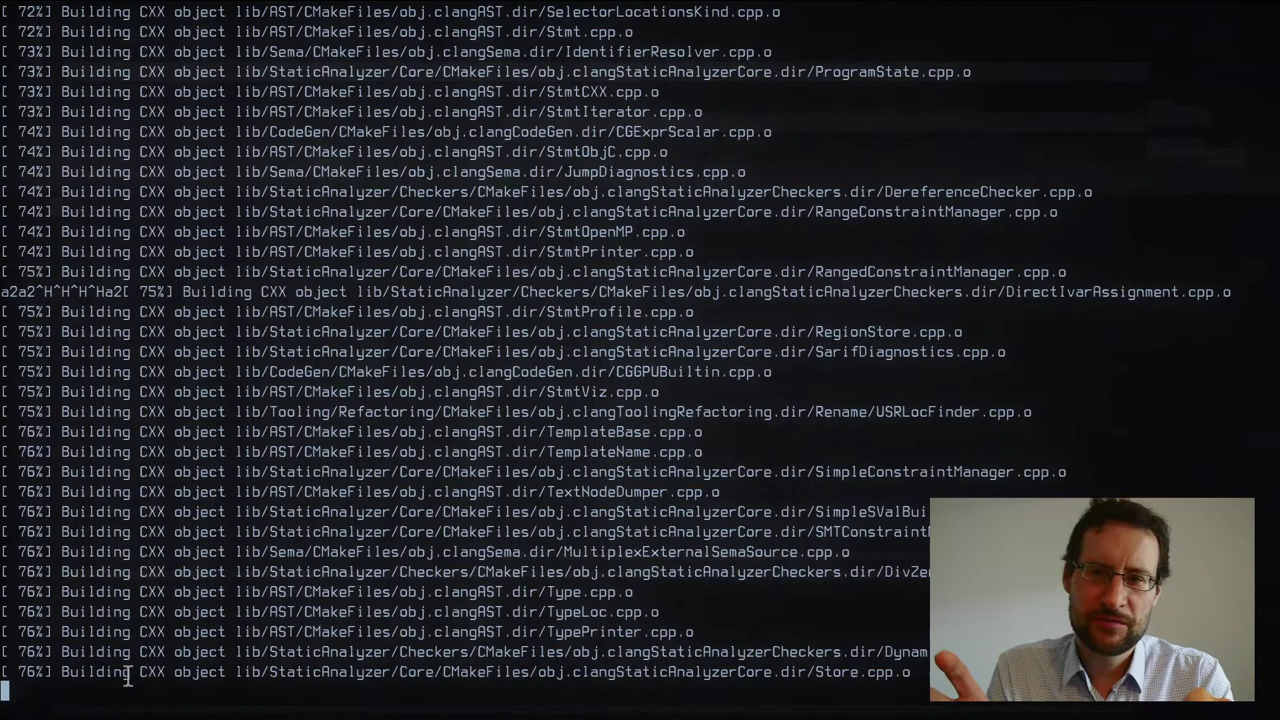 [ 72%] Building CXX object lib/AST/CMakeFiles/obj.clangAST.dir/SelectorLocationsKind.cpp.o
[ 72%] Building CXX object lib/AST/CMakeFiles/obj.clangAST.dir/Stmt.cpp.o
[ 73%] Building CXX object lib/Sema/CMakeFiles/obj.clangSema.dir/IdentifierResolver.cpp.o
[ 73%] Building CXX object lib/StaticAnalyzer/Core/CMakeFiles/obj.clangStaticAnalyzerCore.dir/ProgramState.cpp.o
[ 73%] Building CXX object lib/AST/CMakeFiles/obj.clangAST.dir/StmtCXX.cpp.o
[ 73%] Building CXX object lib/AST/CMakeFiles/obj.clangAST.dir/StmtIterator.cpp.o
[ 74%] Building CXX object lib/CodeGen/CMakeFiles/obj.clangCodeGen.dir/CGExprScalar.cpp.o
[ 74%] Building CXX object lib/AST/CMakeFiles/obj.clangAST.dir/StmtObjC.cpp.o
[ 74%] Building CXX object lib/Sema/CMakeFiles/obj.clangSema.dir/JumpDiagnostics.cpp.o
[ 74%] Building CXX object lib/StaticAnalyzer/Checkers/CMakeFiles/obj.clangStaticAnalyzerCheckers.dir/DereferenceChecker.cpp.o
[ 74%] Building CXX object lib/StaticAnalyzer/Core/CMakeFiles/obj.clangStaticAnalyzerCore.dir/RangeConstraintManager.cpp.o
[ 74%] Building CXX object lib/AST/CMakeFiles/obj.clangAST.dir/StmtOpenMP.cpp.o
[ 74%] Building CXX object lib/AST/CMakeFiles/obj.clangAST.dir/StmtPrinter.cpp.o
[ 75%] Building CXX object lib/StaticAnalyzer/Core/CMakeFiles/obj.clangStaticAnalyzerCore.dir/RangedConstraintManager.cpp.o
a2a2^H^H^H^Ha2[ 75%] Building CXX object lib/StaticAnalyzer/Checkers/CMakeFiles/obj.clangStaticAnalyzerCheckers.dir/DirectIvarAssignment.cpp.o
[ 75%] Building CXX object lib/AST/CMakeFiles/obj.clangAST.dir/StmtProfile.cpp.o
[ 75%] Building CXX object lib/StaticAnalyzer/Core/CMakeFiles/obj.clangStaticAnalyzerCore.dir/RegionStore.cpp.o
[ 75%] Building CXX object lib/StaticAnalyzer/Core/CMakeFiles/obj.clangStaticAnalyzerCore.dir/SarifDiagnostics.cpp.o
[ 75%] Building CXX object lib/CodeGen/CMakeFiles/obj.clangCodeGen.dir/CGGPUBuiltin.cpp.o
[ 75%] Building CXX object lib/AST/CMakeFiles/obj.clangAST.dir/StmtViz.cpp.o
[ 75%] Building CXX object lib/Tooling/Refactoring/CMakeFiles/obj.clangToolingRefactoring.dir/Rename/USRLocFinder.cpp.o
[ 76%] Building CXX object lib/AST/CMakeFiles/obj.clangAST.dir/TemplateBase.cpp.o
[ 76%] Building CXX object lib/AST/CMakeFiles/obj.clangAST.dir/TemplateName.cpp.o
[ 76%] Building CXX object lib/StaticAnalyzer/Core/CMakeFiles/obj.clangStaticAnalyzerCore.dir/SimpleConstraintManager.cpp.o
[ 76%] Building CXX object lib/AST/CMakeFiles/obj.clangAST.dir/TextNodeDumper.cpp.o
[ 76%] Building CXX object lib/StaticAnalyzer/Core/CMakeFiles/obj.clangStaticAnalyzerCore.dir/SimpleSValBui
[ 76%] Building CXX object lib/StaticAnalyzer/Core/CMakeFiles/obj.clangStaticAnalyzerCore.dir/SMTConstraint
[ 76%] Building CXX object lib/Sema/CMakeFiles/obj.clangSema.dir/MultiplexExternalSemaSource.cpp.o
[ 76%] Building CXX object lib/StaticAnalyzer/Checkers/CMakeFiles/obj.clangStaticAnalyzerCheckers.dir/DivZe
[ 76%] Building CXX object lib/AST/CMakeFiles/obj.clangAST.dir/Type.cpp.o
[ 76%] Building CXX object lib/AST/CMakeFiles/obj.clangAST.dir/TypeLoc.cpp.o
[ 76%] Building CXX object lib/AST/CMakeFiles/obj.clangAST.dir/TypePrinter.cpp.o
[ 76%] Building CXX object lib/StaticAnalyzer/Checkers/CMakeFiles/obj.clangStaticAnalyzerCheckers.dir/Dynam
[ 76%] Building CXX object lib/StaticAnalyzer/Core/CMakeFiles/obj.clangStaticAnalyzerCore.dir/Store.cpp.o